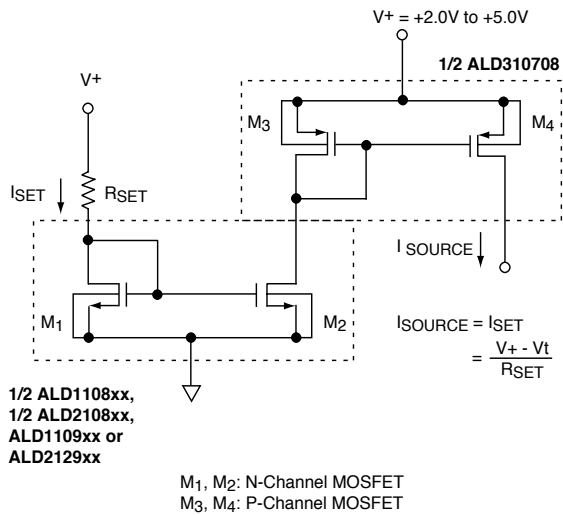 V+ = +2.0V to +5.0V
1/2 ALD310708
V+
M3
M4
ISET
RSET
I SOURCE
M1
M2
ISOURCE = ISET
= V+ - Vt
RSET
1/2 ALD1108xx,
1/2 ALD2108xx,
ALD1109xx or
ALD2129xx
M1, M2: N-Channel MOSFET
M3, M4: P-Channel MOSFET